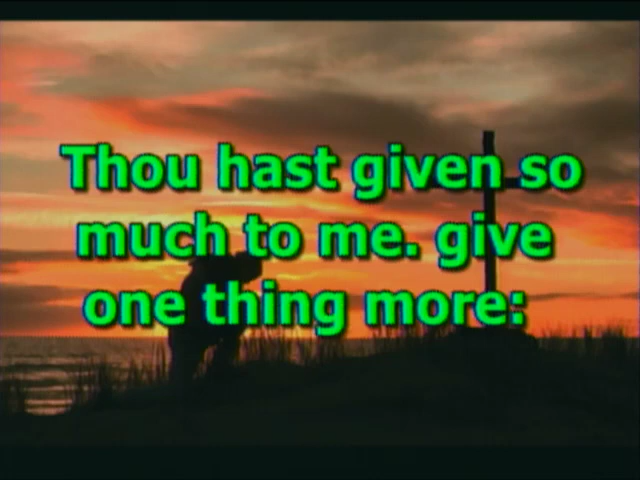 Thou hast given so
much to me. give
one thing more: